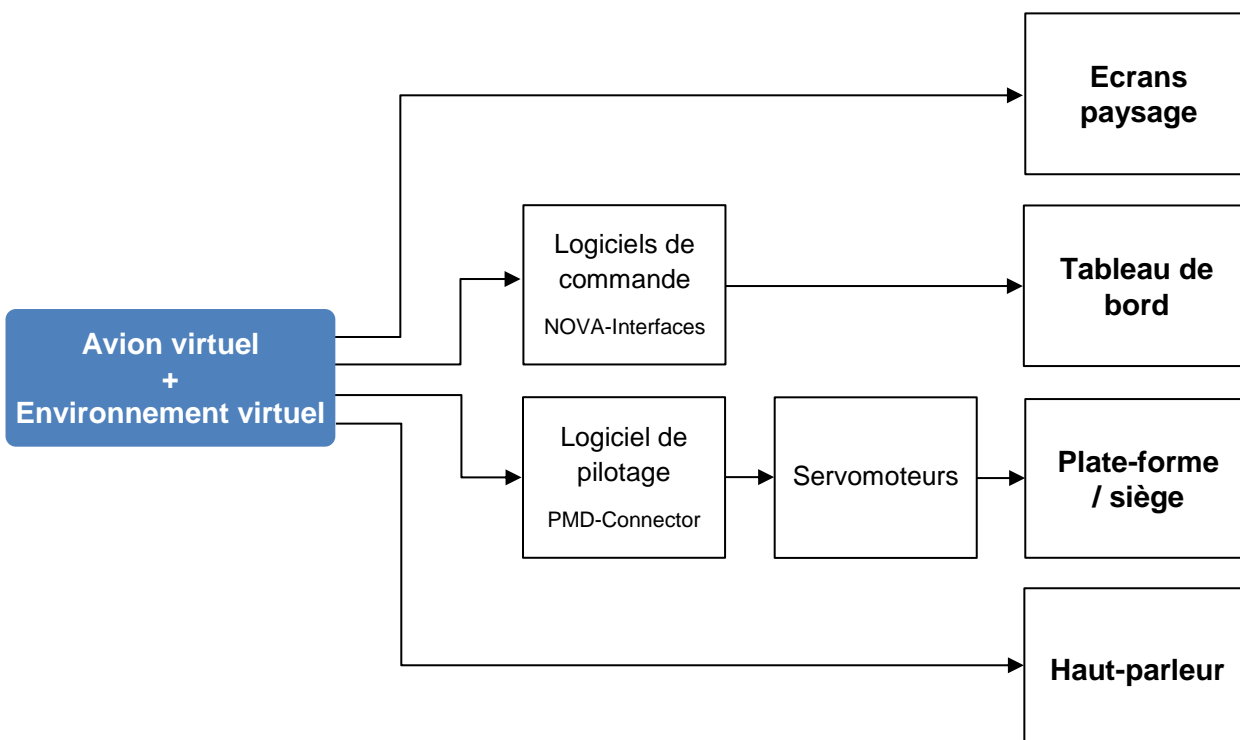 Ecrans
paysage
Logiciels de
commande
NOVA-Interfaces
Tableau de
bord
Avion virtuel
+
Environnement virtuel
Logiciel de
pilotage
PMD-Connector
Servomoteurs
Plate-forme
/ siège
Haut-parleur